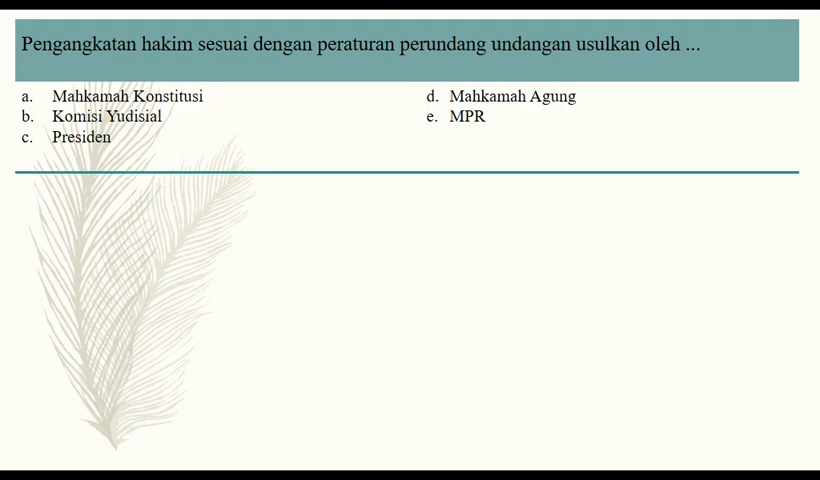 Pengangkatan hakim sesuai dengan peraturan perundang undangan usulkan oleh ...
a. Mahkamah Konstitusi
b. Komisi Yudisial
c. Presiden
d. Mahkamah Agung
e. MPR